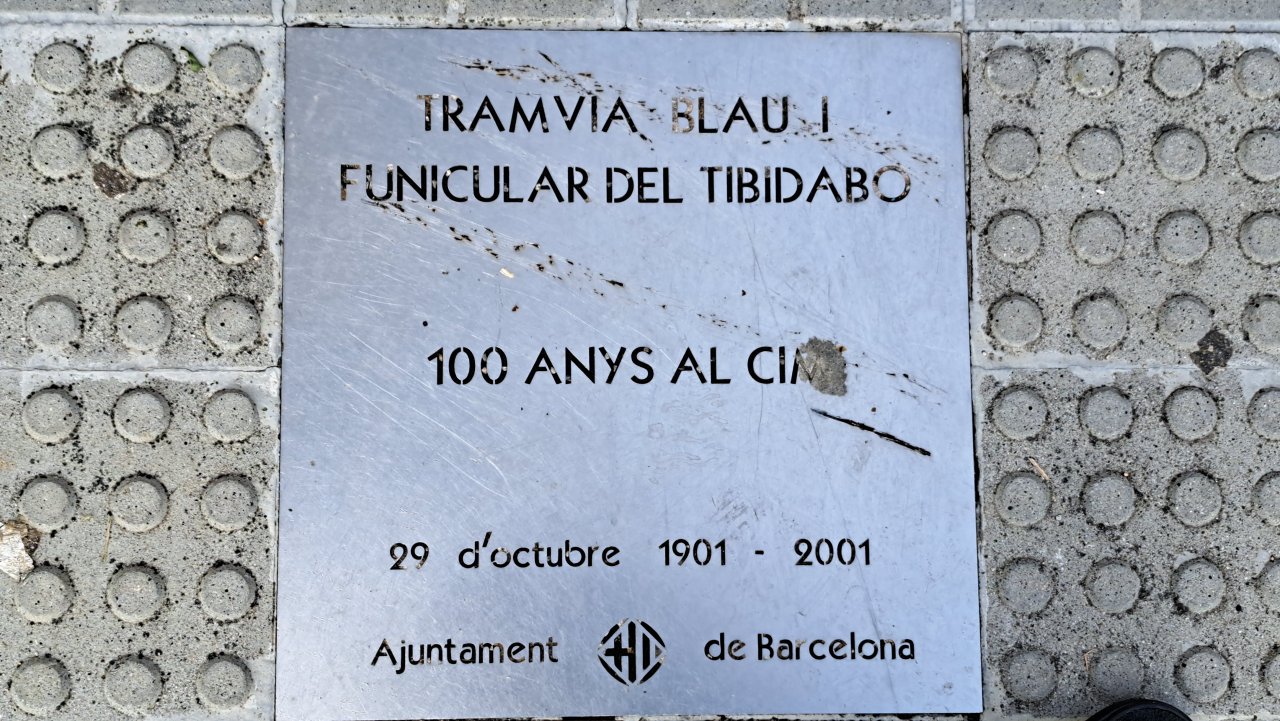 TRAMVIA BLAU I
FUNICULAR DEL TIBIDABO
100 ANYS AL CIM
29 d'octubre 1901 - 2001
Ajuntament de Barcelona